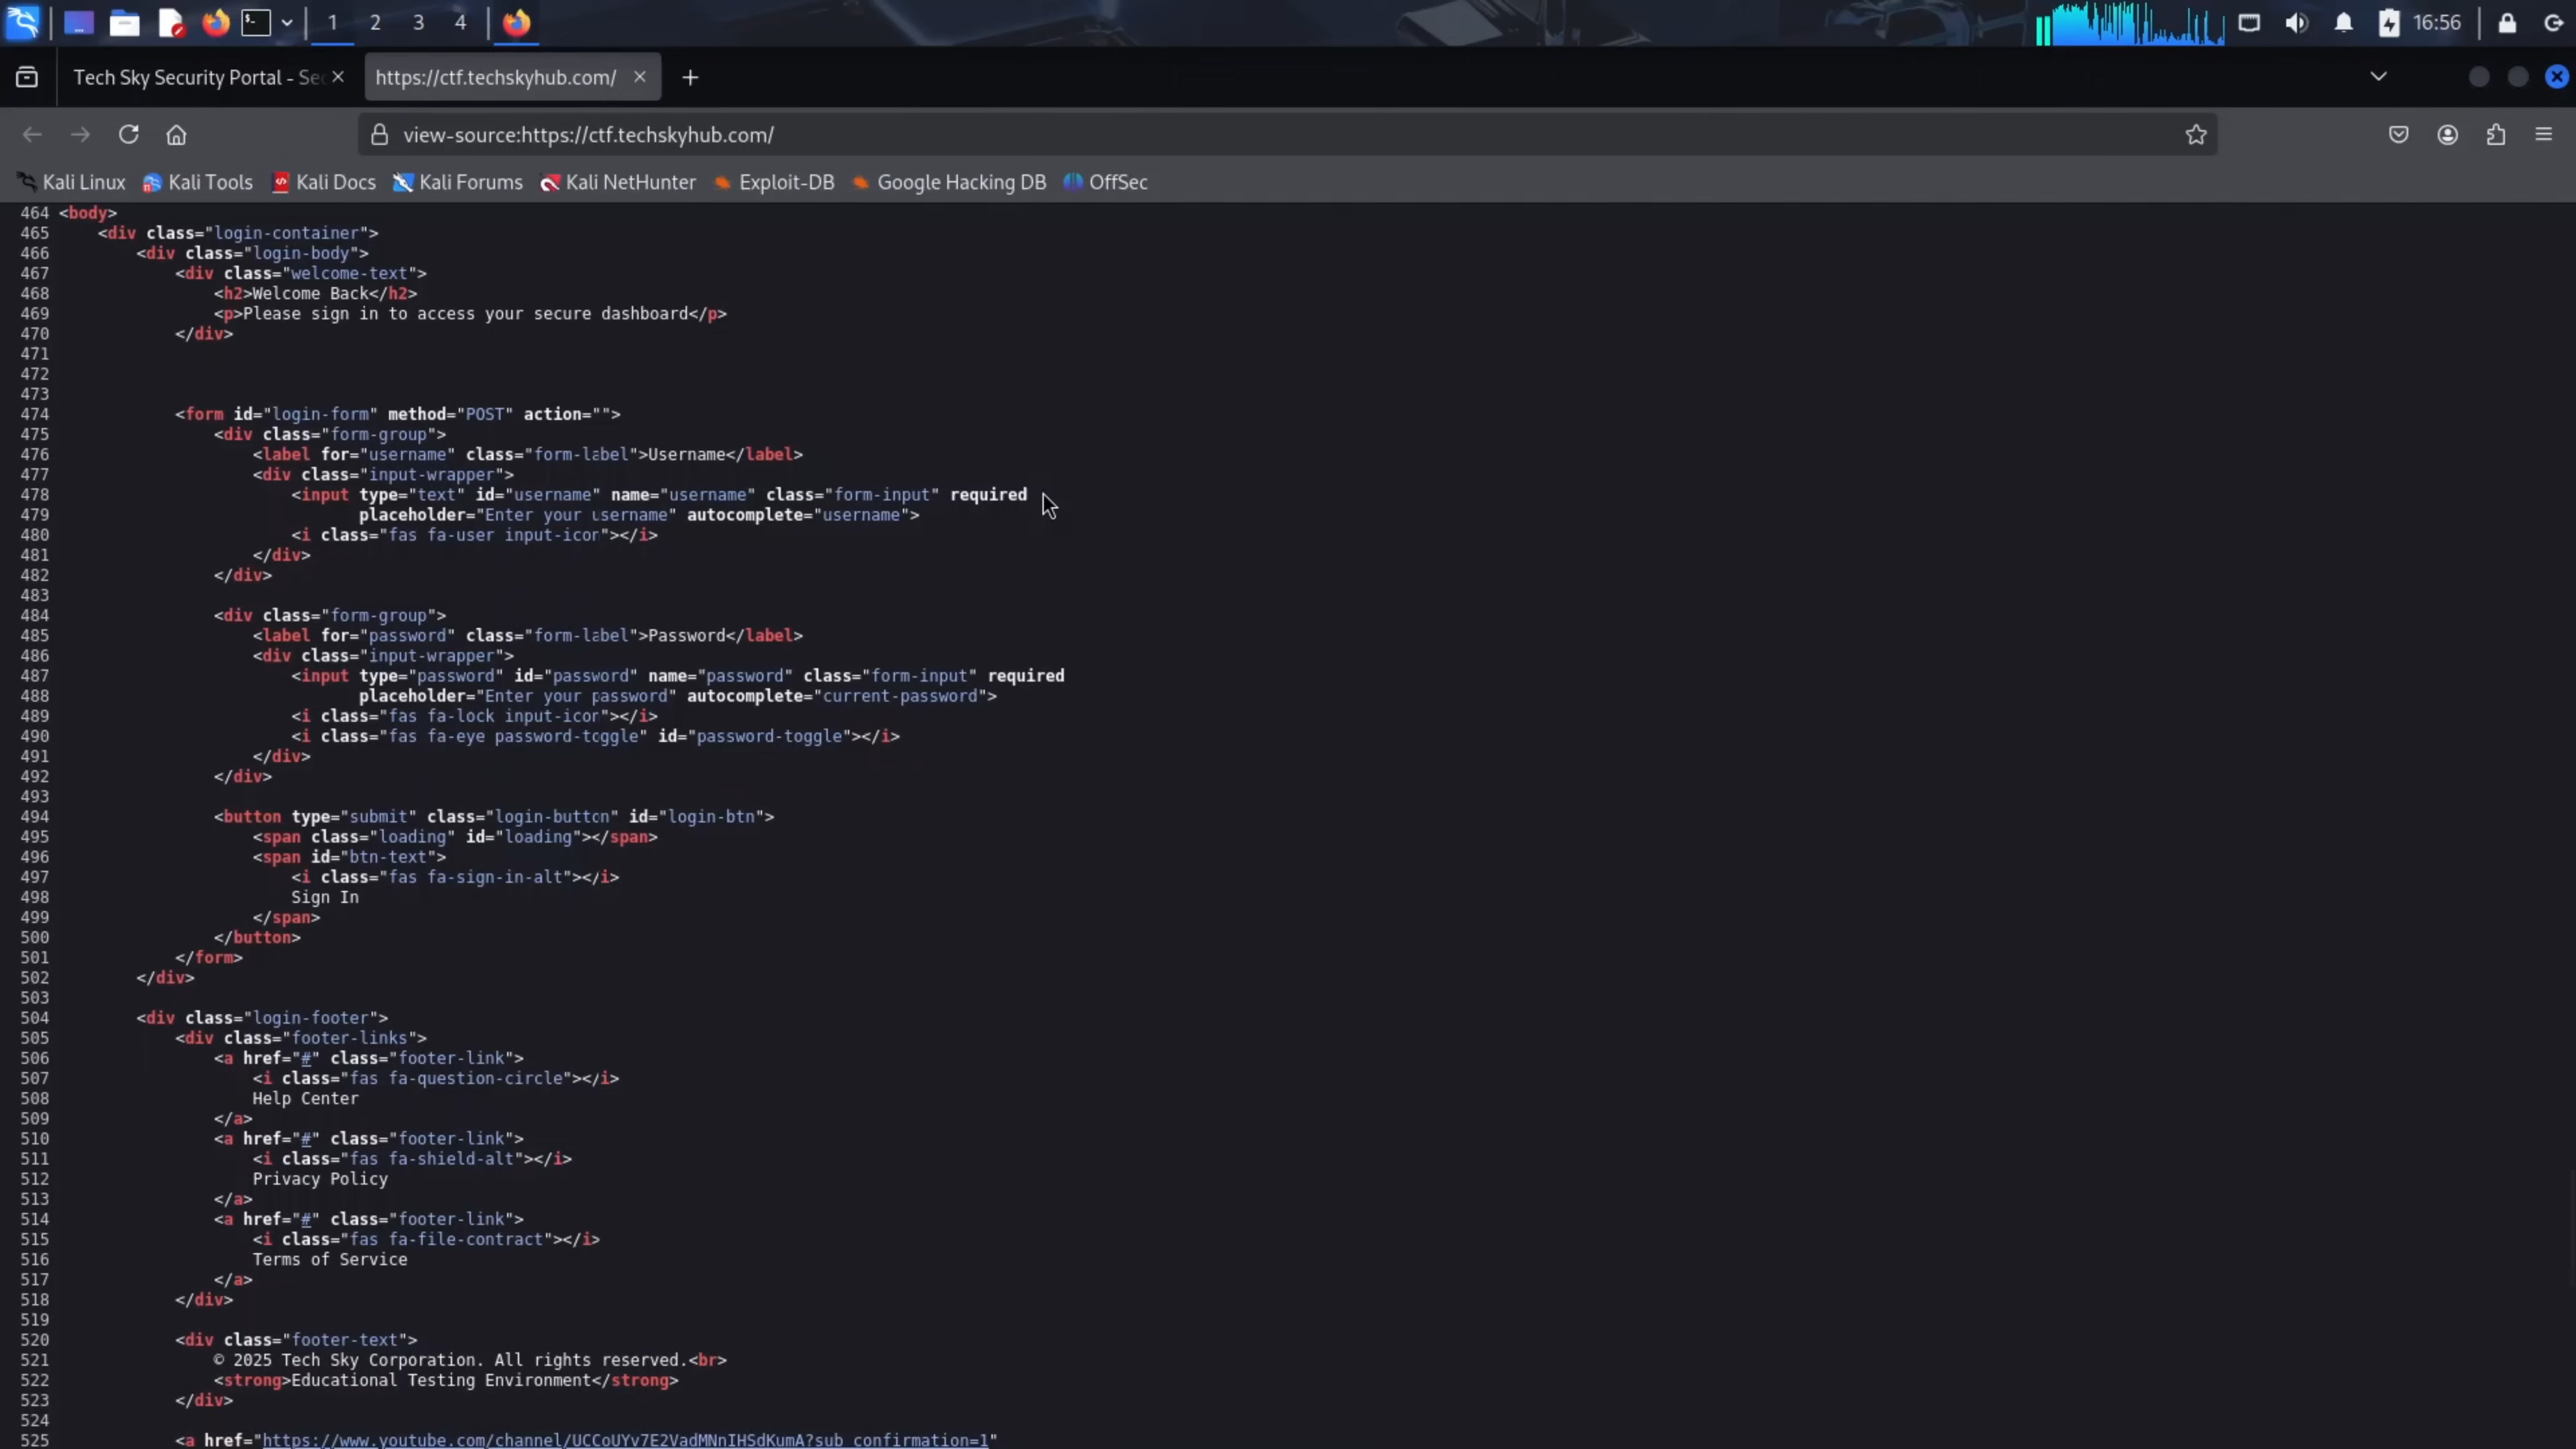 1 2 3 4 16:56
Tech Sky Security Portal - Sec
https://ctf.techskyhub.com/
view-source:https://ctf.techskyhub.com/
Kali Linux Kali Tools Kali Docs Kali Forums Kali NetHunter Exploit-DB Google Hacking DB OffSec
464 <body>
465 <div class="login-container">
466 <div class="login-body">
467 <div class="welcome-text">
468 <h2>Welcome Back</h2>
469 <p>Please sign in to access your secure dashboard</p>
470 </div>
471
472
473
474 <form id="login-form" method="POST" action="">
475 <div class="form-group">
476 <label for="username" class="form-label">Username</label>
477 <div class="input-wrapper">
478 <input type="text" id="username" name="username" class="form-input" required
479 placeholder="Enter your username" autocomplete="username">
480 <i class="fas fa-user input-icon"></i>
481 </div>
482 </div>
483
484 <div class="form-group">
485 <label for="password" class="form-label">Password</label>
486 <div class="input-wrapper">
487 <input type="password" id="password" name="password" class="form-input" required
488 placeholder="Enter your password" autocomplete="current-password">
489 <i class="fas fa-lock input-icon"></i>
490 <i class="fas fa-eye password-toggle" id="password-toggle"></i>
491 </div>
492 </div>
493
494 <button type="submit" class="login-button" id="login-btn">
495 <span class="loading" id="loading"></span>
496 <span id="btn-text">
497 <i class="fas fa-sign-in-alt"></i>
498 Sign In
499 </span>
500 </button>
501 </form>
502 </div>
503
504 <div class="login-footer">
505 <div class="footer-links">
506 <a href="#" class="footer-link">
507 <i class="fas fa-question-circle"></i>
508 Help Center
509 </a>
510 <a href="#" class="footer-link">
511 <i class="fas fa-shield-alt"></i>
512 Privacy Policy
513 </a>
514 <a href="#" class="footer-link">
515 <i class="fas fa-file-contract"></i>
516 Terms of Service
517 </a>
518 </div>
519
520 <div class="footer-text">
521 © 2025 Tech Sky Corporation. All rights reserved.<br>
522 <strong>Educational Testing Environment</strong>
523 </div>
524
525 <a href="https://www.youtube.com/channel/UCCoUYv7E2VadMNnIHSdKumA?sub_confirmation=1"